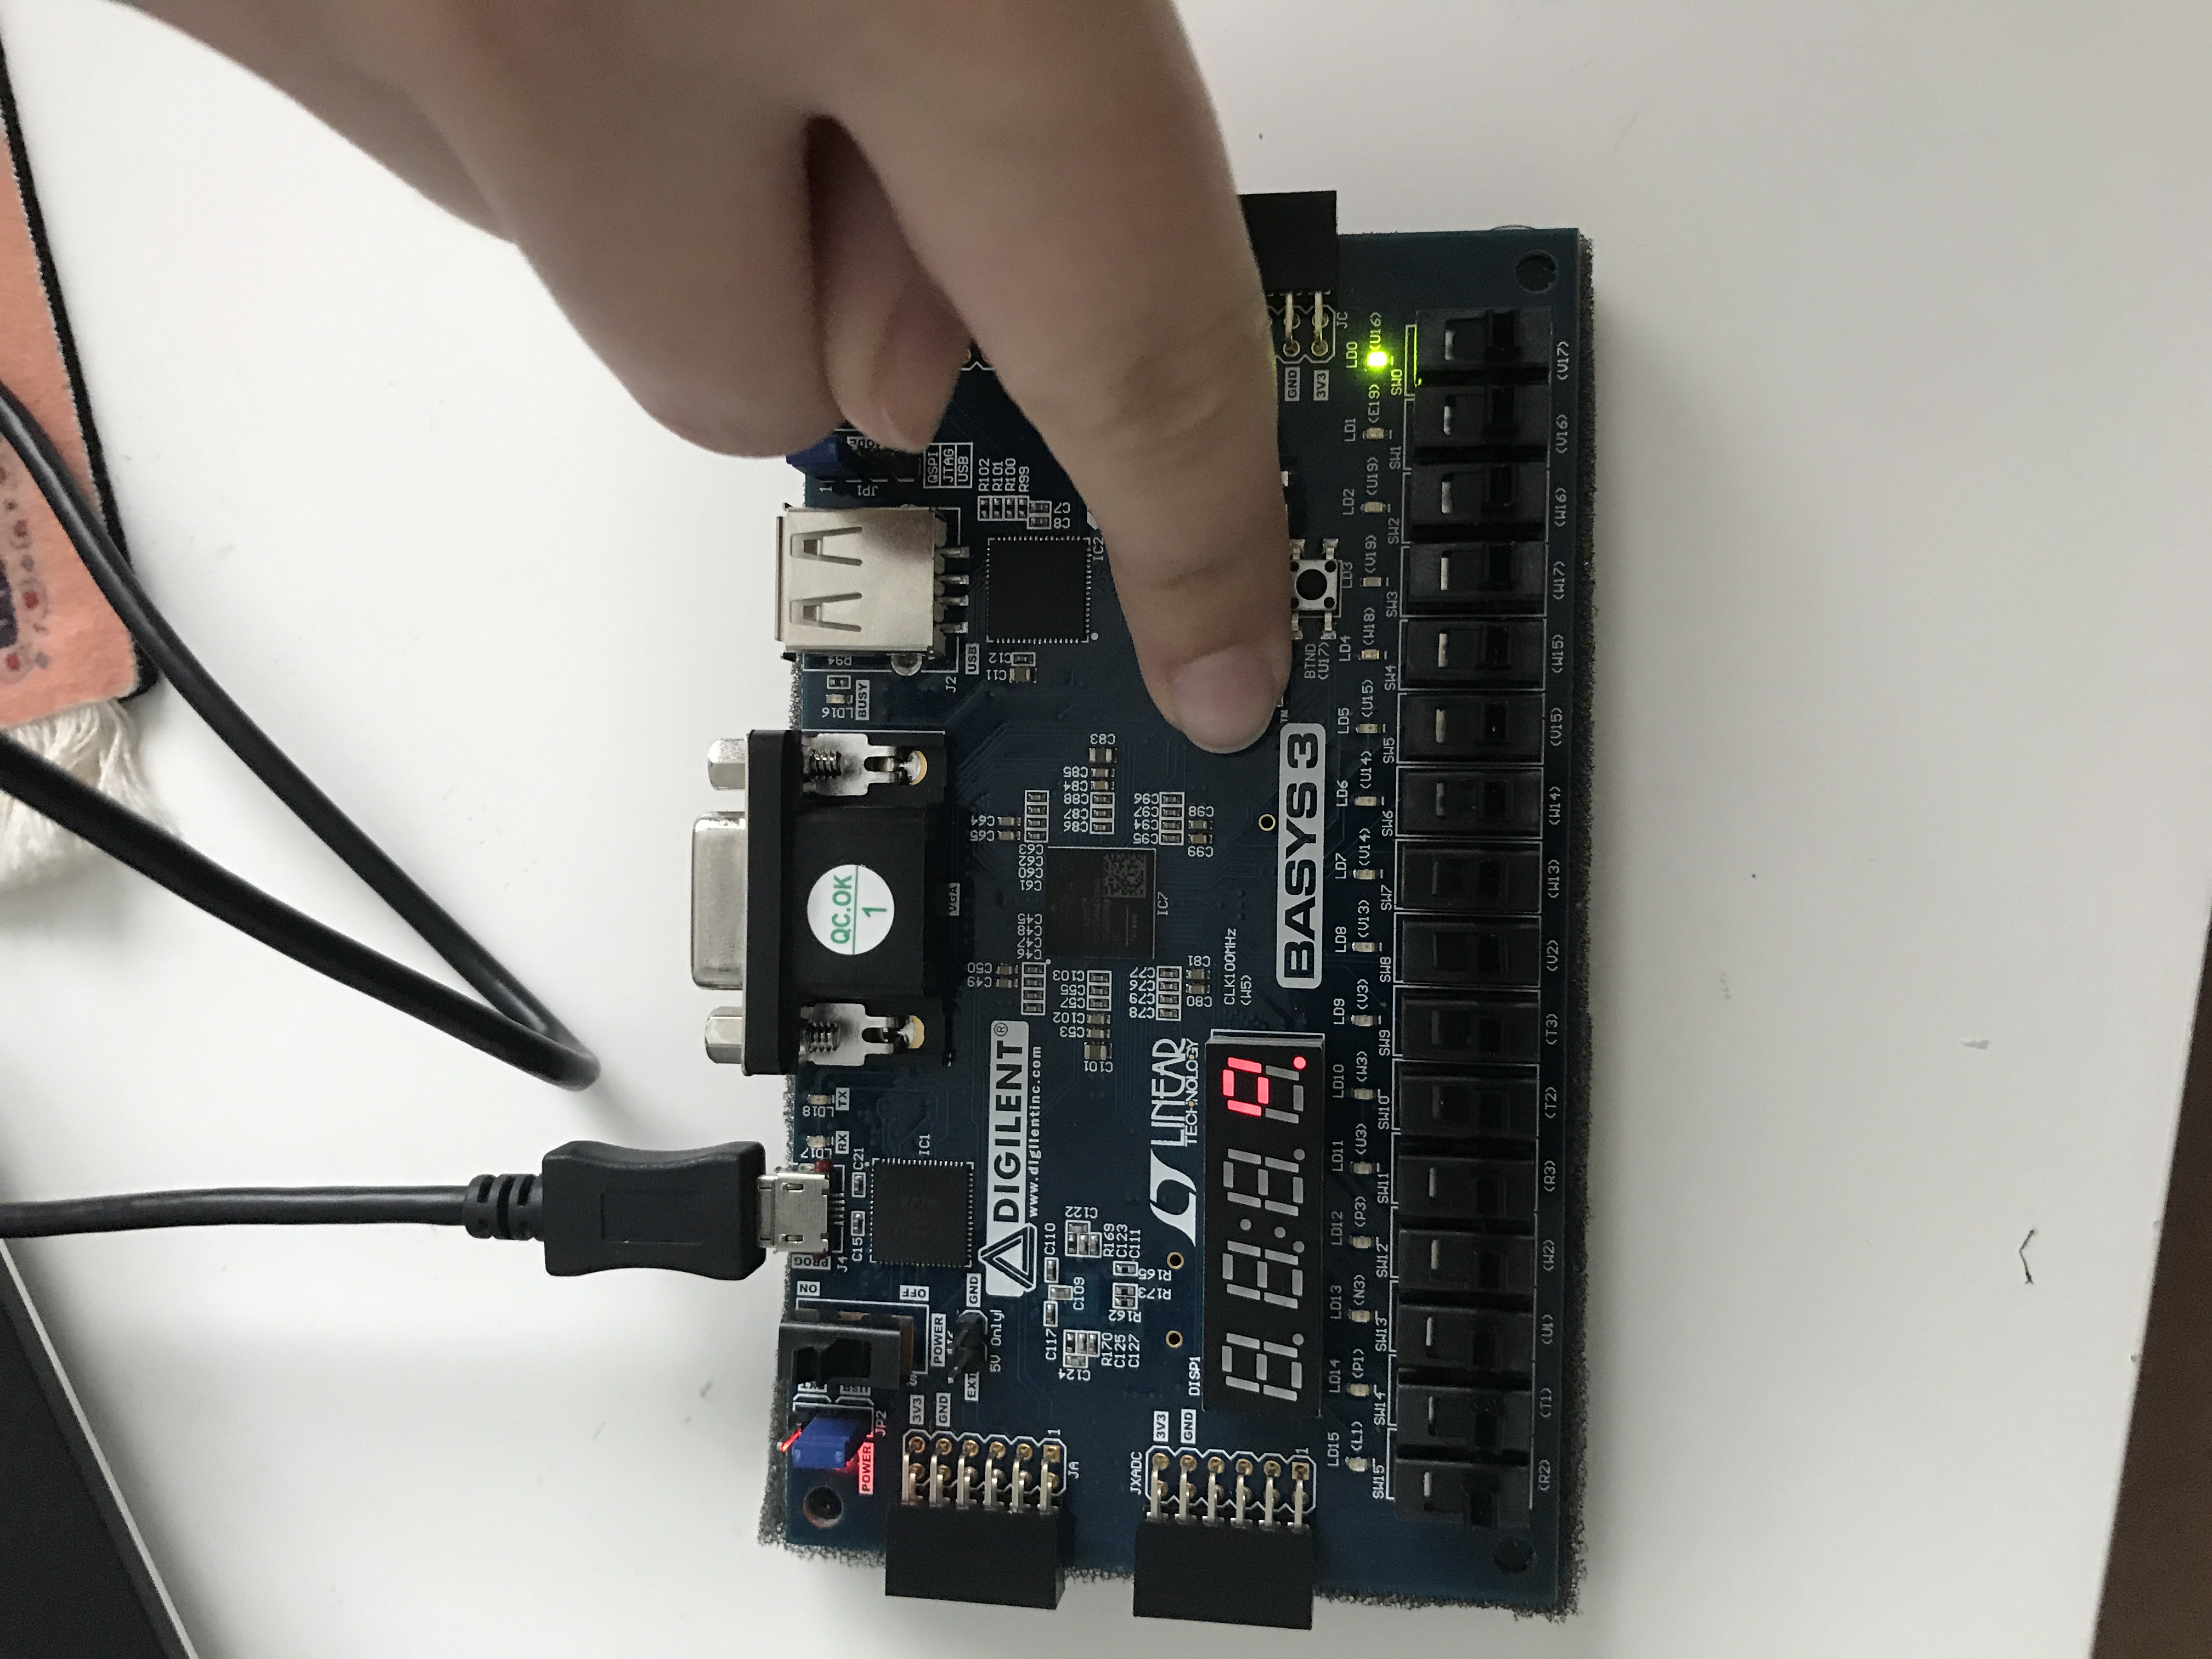 PROG
LD17
LD18
RX
TX
QC.OK
1
LD16
BUSY
R94
JP1
1
ON
OFF
POWER
JP2
J4
C15
C21
IC1
3V3
GND
POWER
EXT
GND
5V Only!
VGA
J2
USB
QSPI
JTAG
USB
DIGILENT®
www.digilentinc.com
C49
C50
C65
C64
C46
C47
C48
C45
C61
C60
C62
C63
C11
C12
R102
R101
R100
R99
C8
C7
IC2
1
JA
C117
C110
C109
C124
C122
R170
C125
C127
R162
R173
R165
R169
C123
C111
C101
C53
C102
C57
C55
C103
C86
C87
C88
C84
C85
C83
C78
C79
C76
C77
C80
C81
C95
C94
C97
C96
C99
C98
IC7
JXADC
3V3
GND
1
LINEAR
TECHNOLOGY
DISP1
CLK100MHz
(W5)
BASYS 3™
BTND
(U17)
GND
3V3
JC
LD15 LD14 LD13 LD12 LD11 LD10 LD9 LD8 LD7 LD6 LD5 LD4 LD3 LD2 LD1 LD0
(L1) (P1) (N3) (P3) (U3) (W3) (V3) (V13) (V14) (U14) (U15) (W18) (V19) (U19) (E19) (U16)
SW15 SW14 SW13 SW12 SW11 SW10 SW9 SW8 SW7 SW6 SW5 SW4 SW3 SW2 SW1 SW0
(R2) (T1) (U1) (W2) (R3) (T2) (T3) (V2) (W13) (W14) (V15) (W15) (W17) (W16) (V16) (V17)